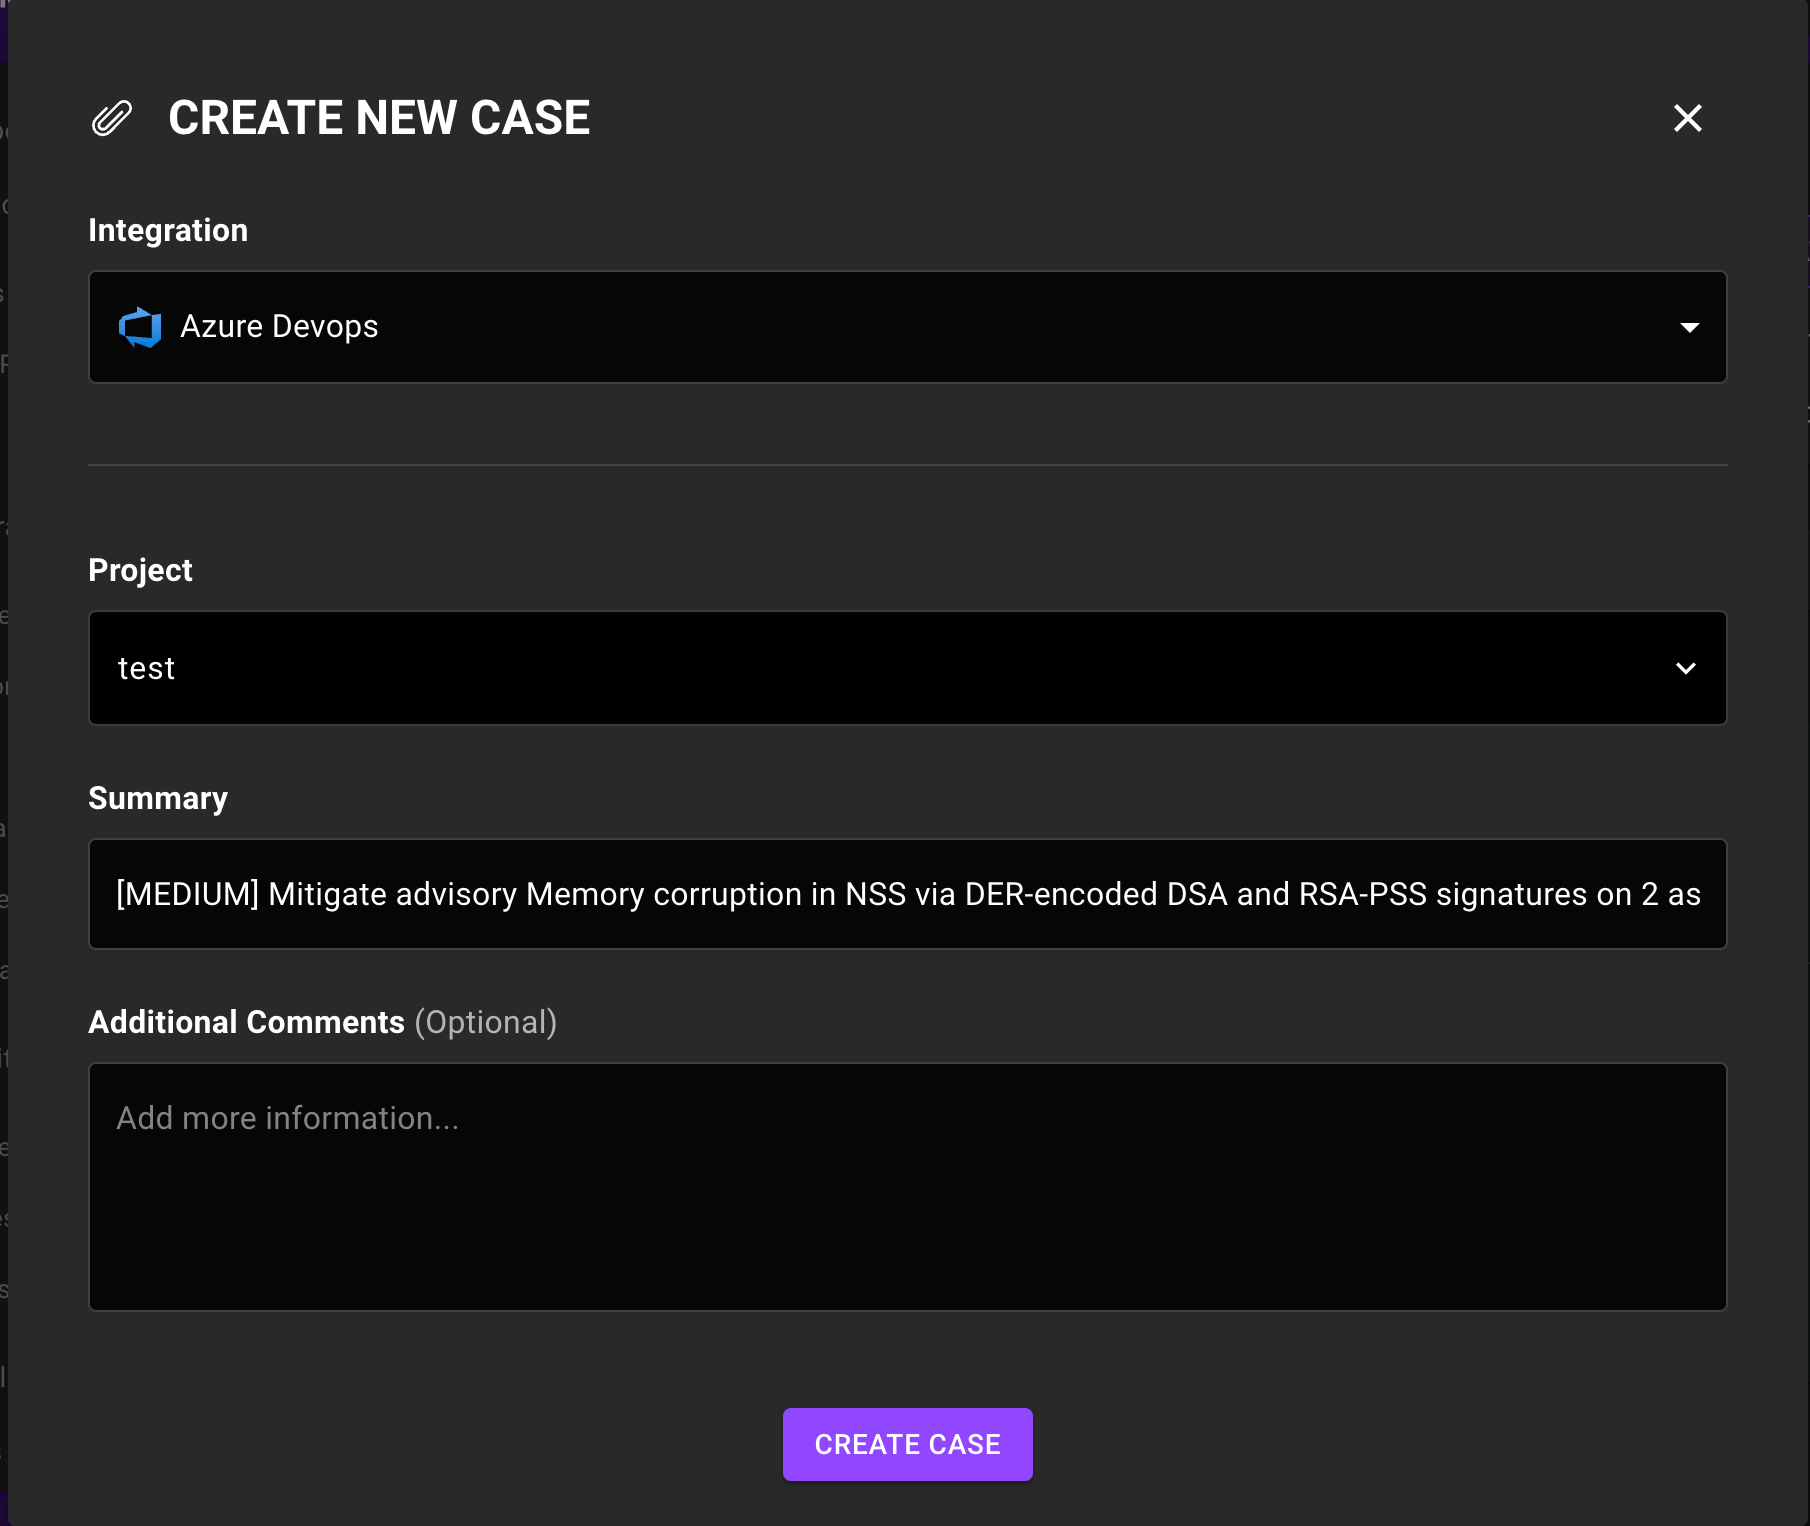 CREATE NEW CASE
Integration
Azure Devops
Project
test
Summary
[MEDIUM] Mitigate advisory Memory corruption in NSS via DER-encoded DSA and RSA-PSS signatures on 2 as
Additional Comments (Optional)
Add more information...
CREATE CASE